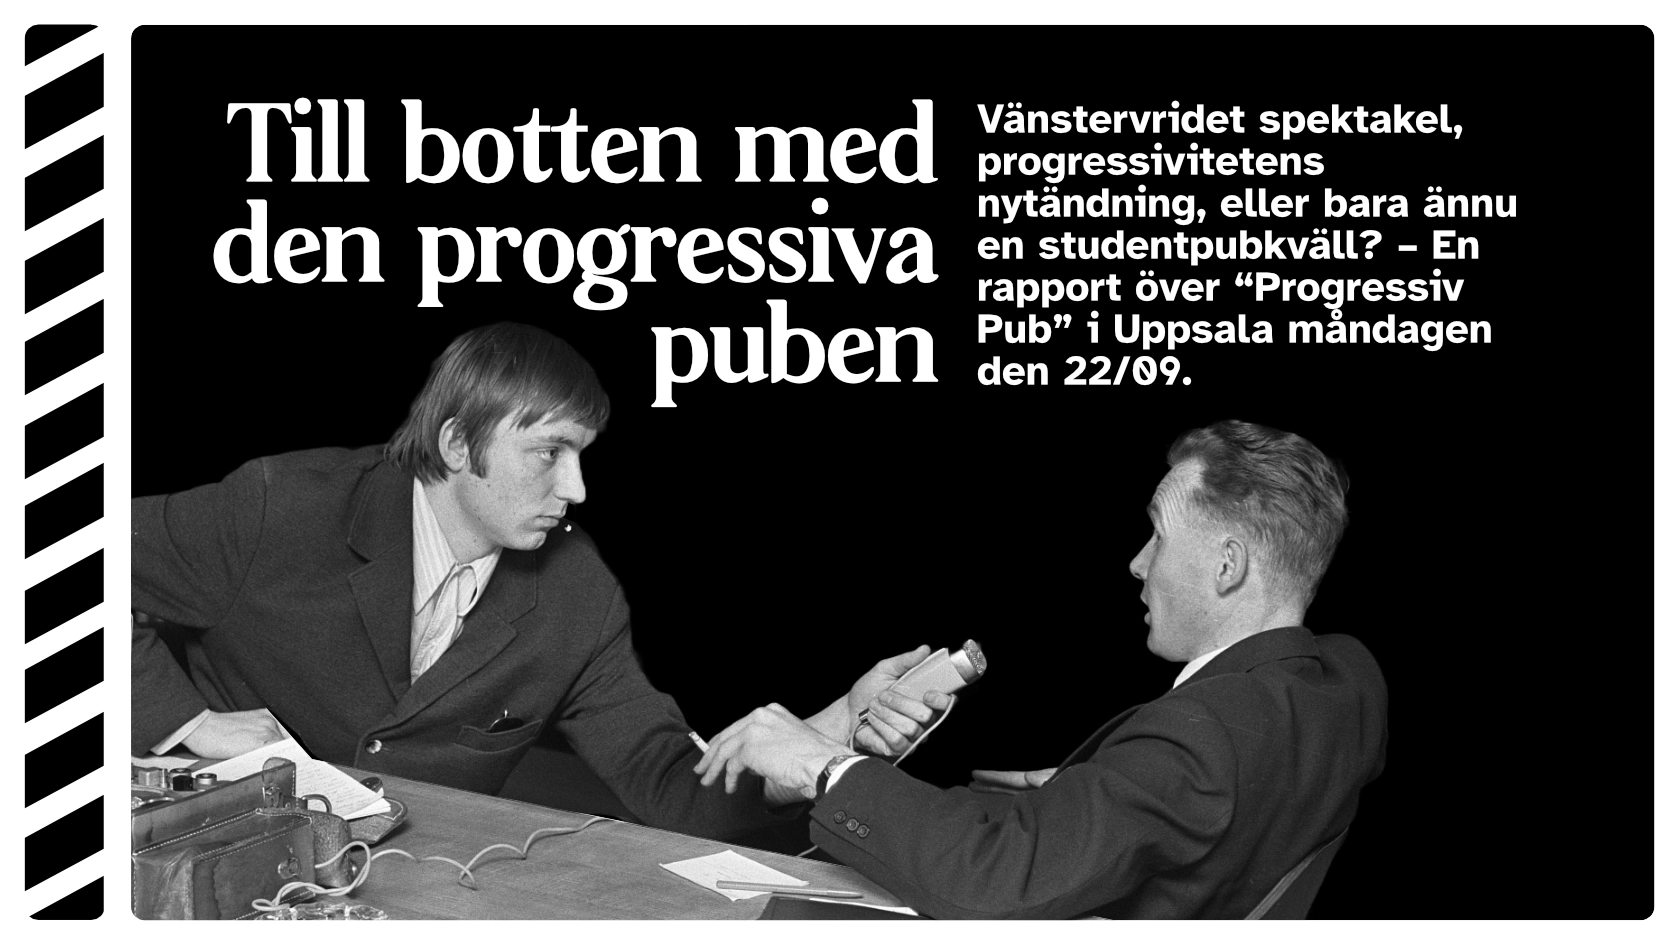 Till botten med
den progressiva
puben
Vänstervridet spektakel,
progressivitetens
nytändning, eller bara ännu
en studentpubkväll? – En
rapport över “Progressiv
Pub” i Uppsala måndagen
den 22/09.